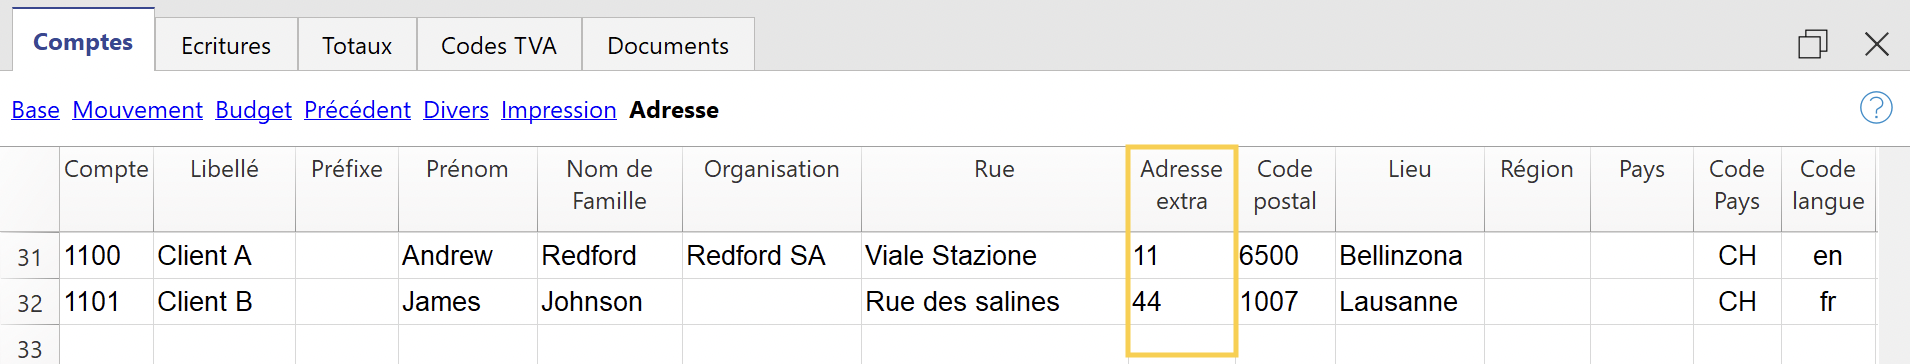 Comptes Ecritures Totaux Codes TVA Documents
Base Mouvement Budget Précédent Divers Impression Adresse ?
Compte Libellé Préfixe Prénom Nom de Famille Organisation Rue Adresse extra Code postal Lieu Région Pays Code Pays Code langue
31 1100 Client A Andrew Redford Redford SA Viale Stazione 11 6500 Bellinzona CH en
32 1101 Client B James Johnson Rue des salines 44 1007 Lausanne CH fr
33